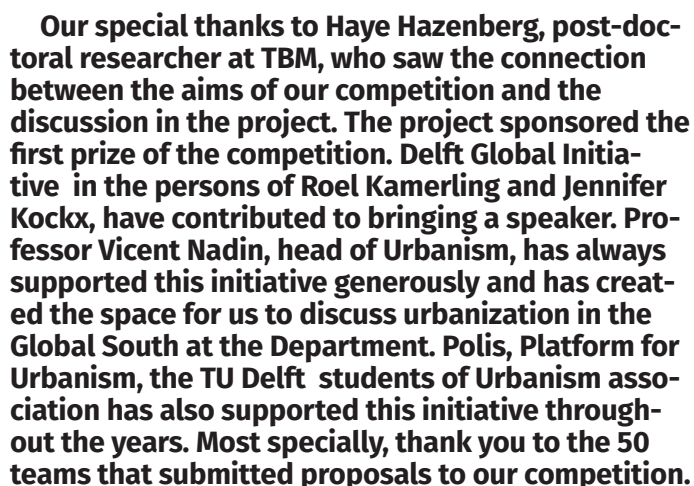 Our special thanks to Haye Hazenberg, post-doc-
toral researcher at TBM, who saw the connection
between the aims of our competition and the
discussion in the project. The project sponsored the
first prize of the competition. Delft Global Initia-
tive  in the persons of Roel Kamerling and Jennifer
Kockx, have contributed to bringing a speaker. Pro-
fessor Vicent Nadin, head of Urbanism, has always
supported this initiative generously and has creat-
ed the space for us to discuss urbanization in the
Global South at the Department. Polis, Platform for
Urbanism, the TU Delft  students of Urbanism asso-
ciation has also supported this initiative through-
out the years. Most specially, thank you to the 50
teams that submitted proposals to our competition.